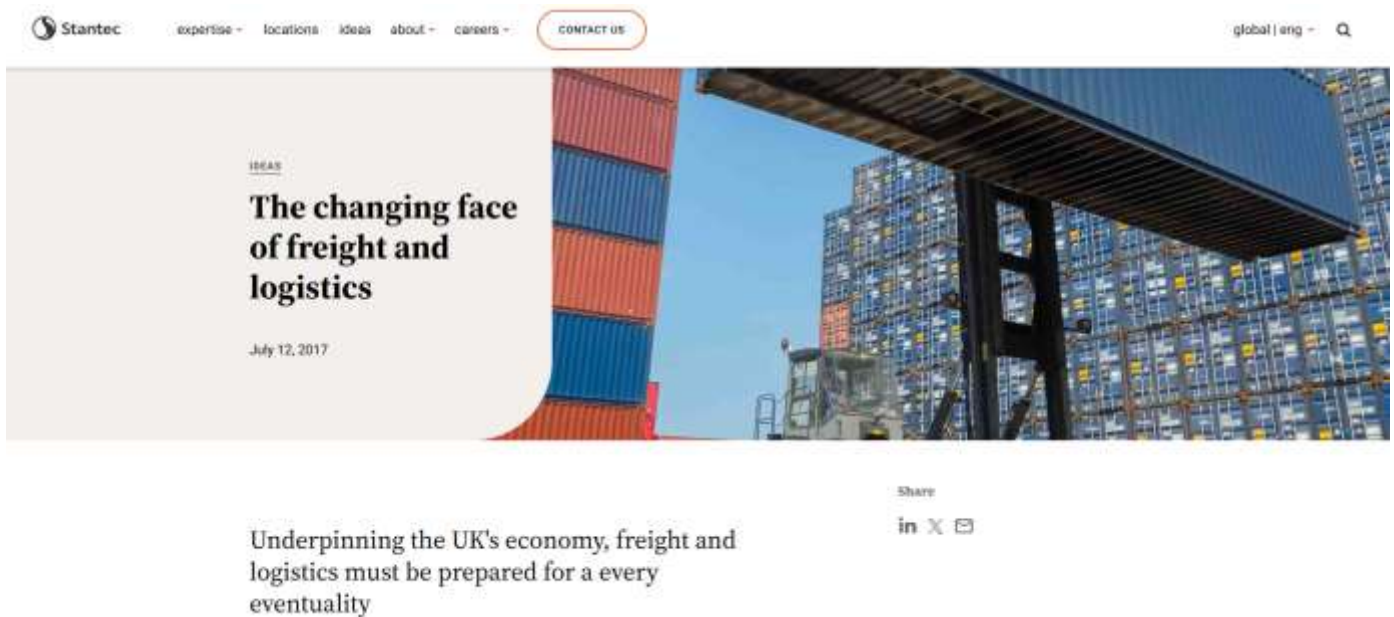 Stantec
expertise
locations
ideas
about
careers
CONTACT US
global | eng
IDEAS
The changing face
of freight and
logistics
July 12, 2017
Share
in
Underpinning the UK's economy, freight and
logistics must be prepared for a every
eventuality